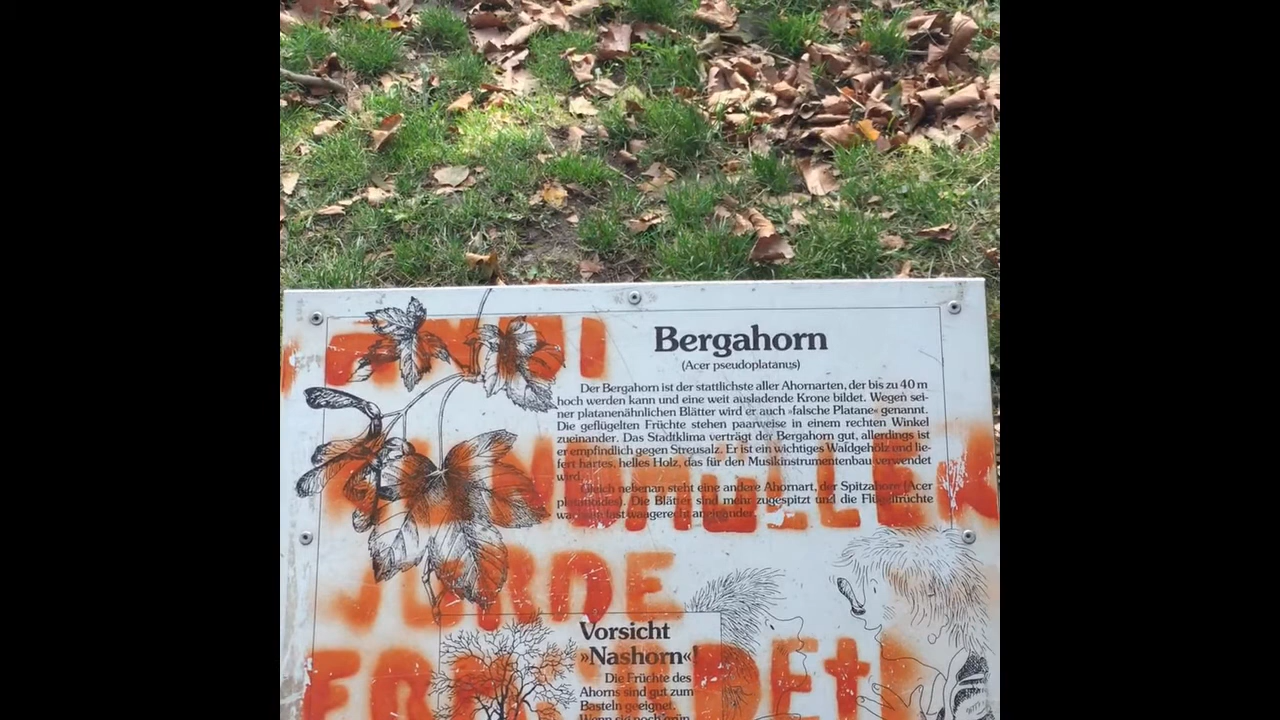 Bergahorn
(Acer pseudoplatanus)
Der Bergahorn ist der stattlichste aller Ahornarten, der bis zu 40 m
hoch werden kann und eine weit ausladende Krone bildet. Wegen sei-
ner platanenähnlichen Blätter wird er auch »falsche Platane« genannt.
Die geflügelten Früchte stehen paarweise in einem rechten Winkel
zueinander. Das Stadtklima verträgt der Bergahorn gut, allerdings ist
er empfindlich gegen Streusalz. Er ist ein wichtiges Waldgehölz und lie-
fert hartes, helles Holz, das für den Musikinstrumentenbau verwendet
wird.
Gleich nebenan steht eine andere Ahornart, der Spitzahorn (Acer
platanoides). Die Blätter sind mehr zugespitzt und die Flügelfrüchte
fast waagerecht aneinander.
WURDE
Vorsicht
»Nashorn«!
Die Früchte des
Ahorns sind gut zum
Basteln geeignet.
Wenn sie noch grün